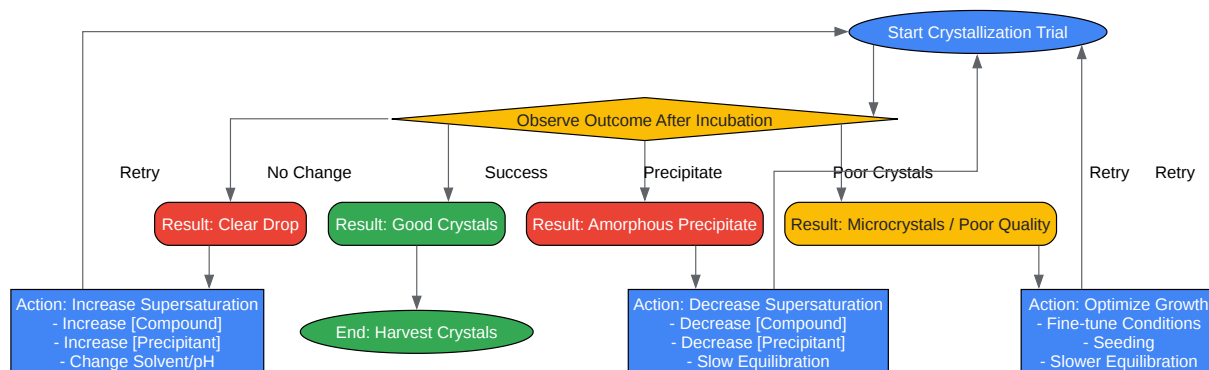 Start Crystallization Trial
Observe Outcome After Incubation
Retry
No Change
Success
Precipitate
Poor Crystals
Retry
Retry
Result: Clear Drop
Result: Good Crystals
Result: Amorphous Precipitate
Result: Microcrystals / Poor Quality
Action: Increase Supersaturation
- Increase [Compound]
- Increase [Precipitant]
- Change Solvent/pH
End: Harvest Crystals
Action: Decrease Supersaturation
- Decrease [Compound]
- Decrease [Precipitant]
- Slow Equilibration
Action: Optimize Growth
- Fine-tune Conditions
- Seeding
- Slower Equilibration